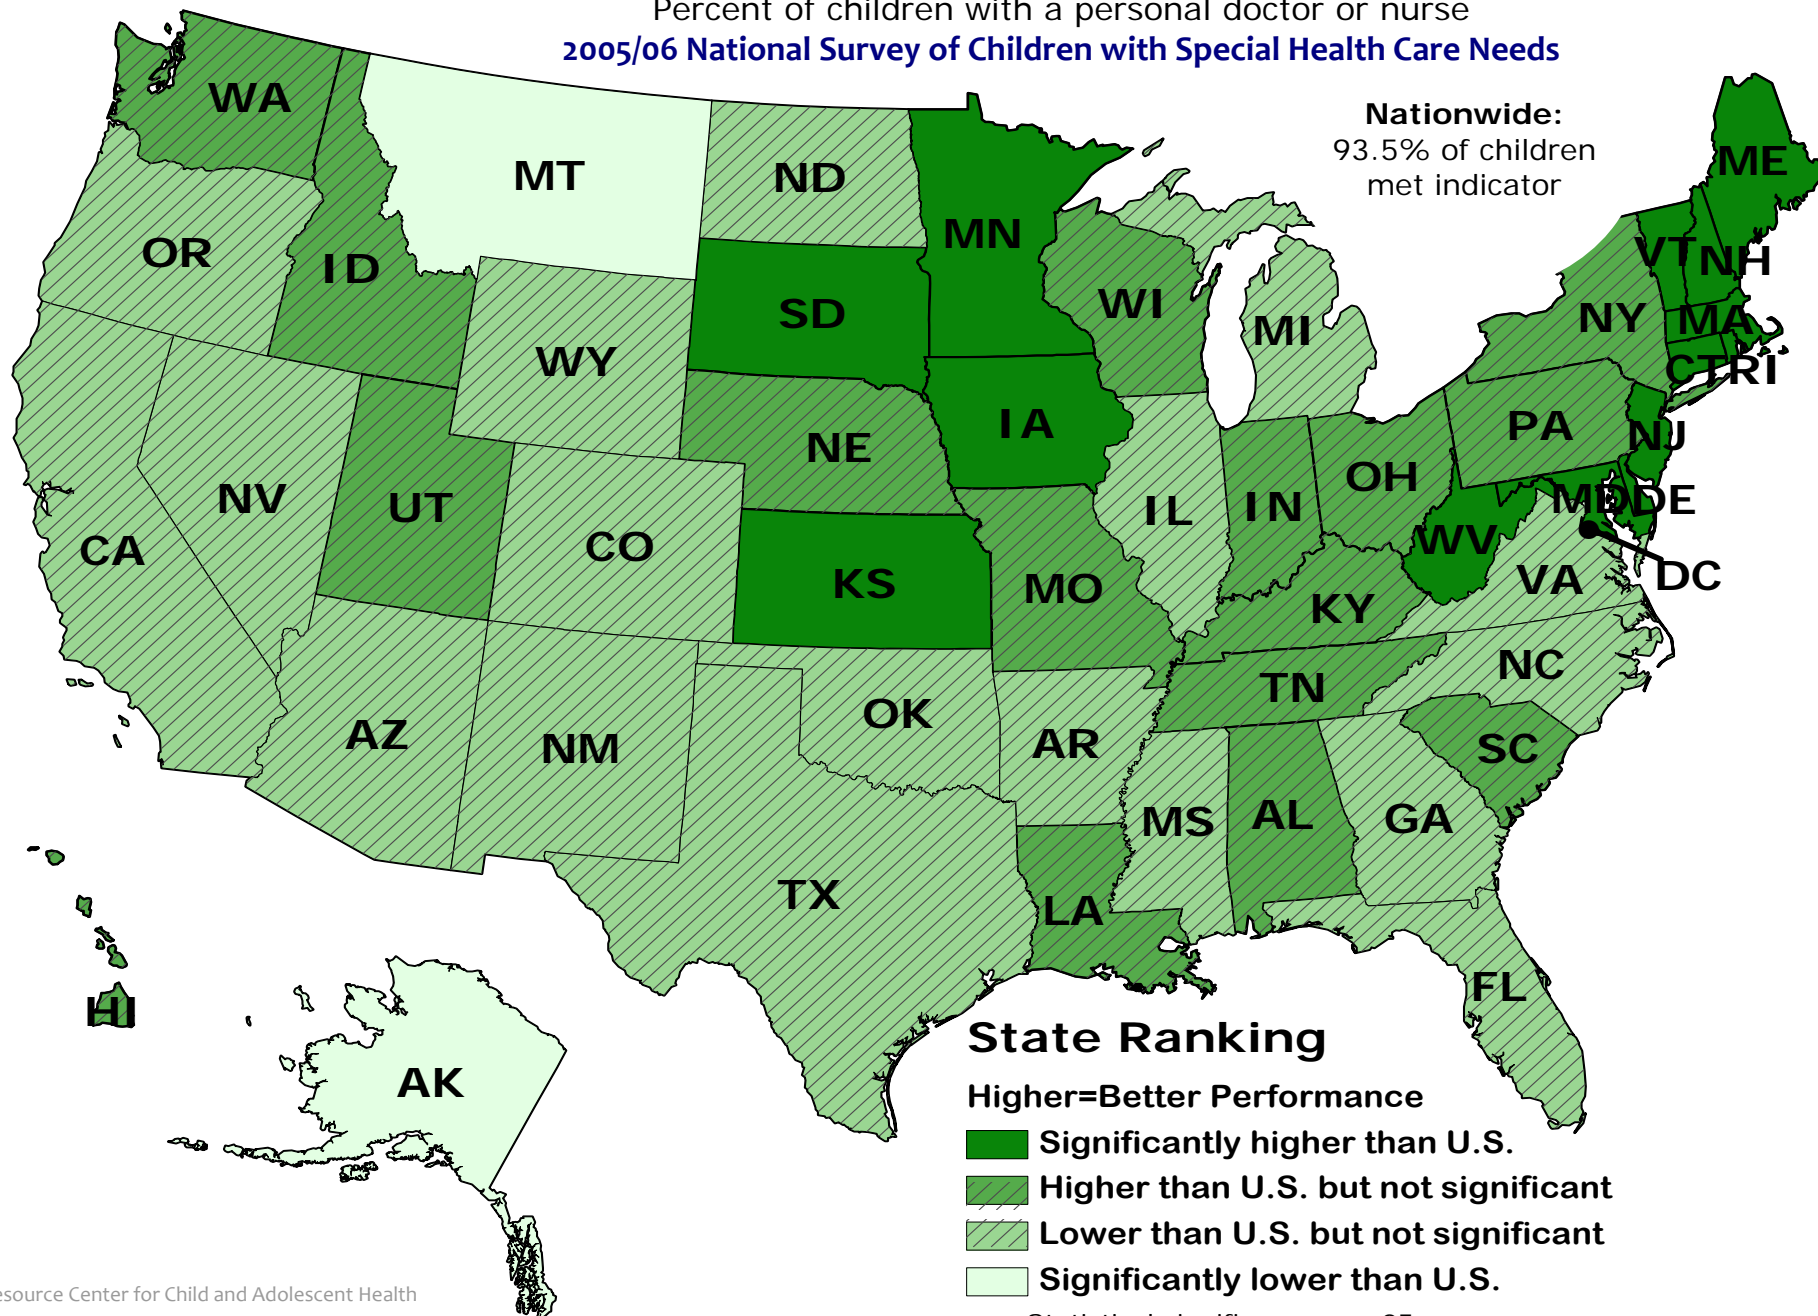 Percent of children with a personal doctor or nurse
2005/06 National Survey of Children with Special Health Care Needs
Nationwide:
93.5% of children
met indicator
WA
MT
ND
MN
ME
OR
ID
SD
WI
MI
VT
NH
NY
MA
WY
CT
RI
IA
PA
NJ
NE
NV
UT
CO
IL
IN
OH
MD
DE
CA
KS
MO
WV
VA
DC
KY
NC
AZ
NM
OK
AR
TN
SC
MS
AL
GA
TX
LA
FL
HI
AK
State Ranking
Higher=Better Performance
Significantly higher than U.S.
Higher than U.S. but not significant
Lower than U.S. but not significant
Significantly lower than U.S.
esource Center for Child and Adolescent Health